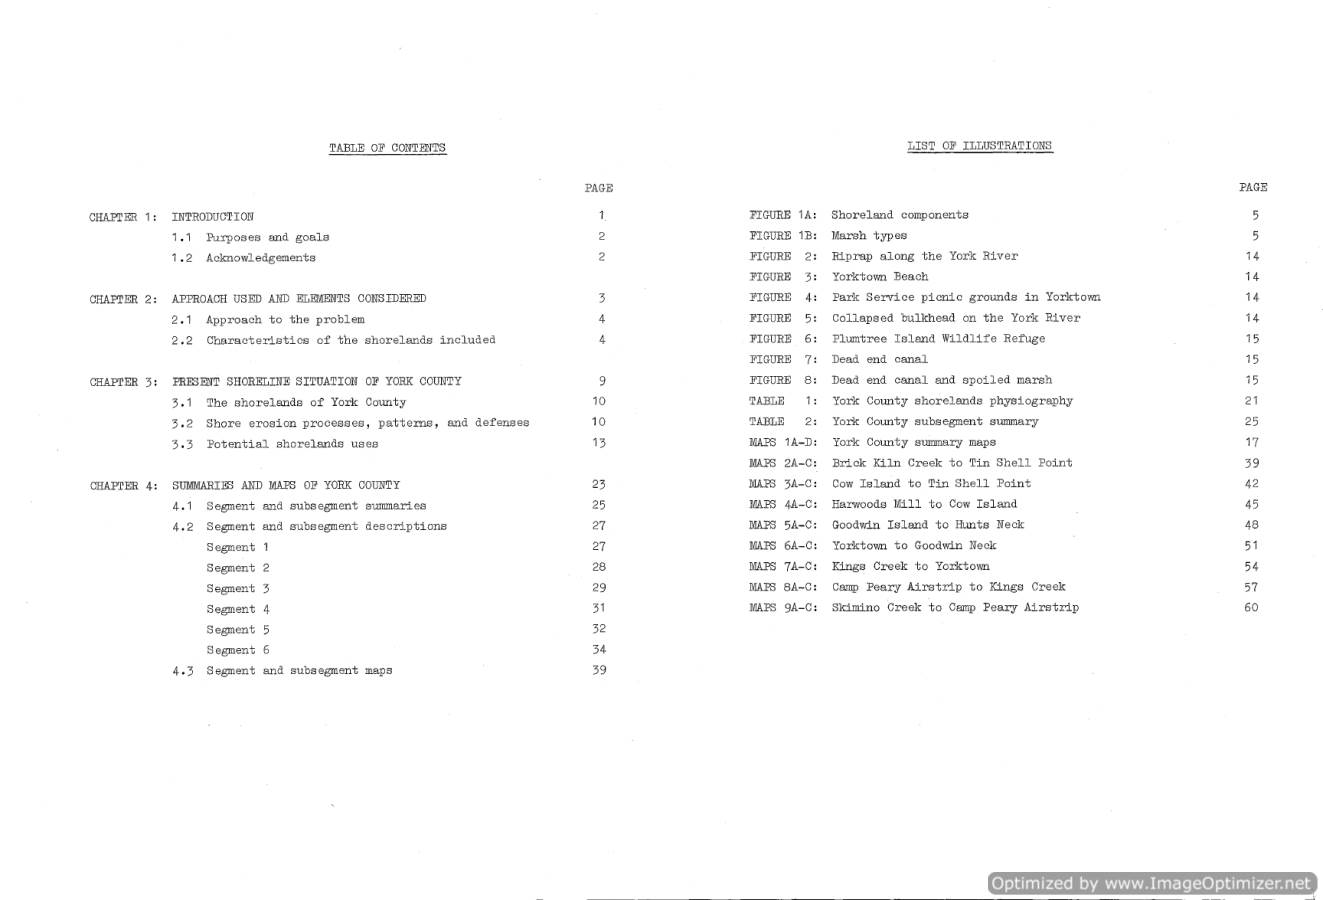 TABLE OF CONTENTS
PAGE
CHAPTER 1: INTRODUCTION 1
1.1 Purposes and goals 2
1.2 Acknowledgements 2
CHAPTER 2: APPROACH USED AND ELEMENTS CONSIDERED 3
2.1 Approach to the problem 4
2.2 Characteristics of the shorelands included 4
CHAPTER 3: PRESENT SHORELINE SITUATION OF YORK COUNTY 9
3.1 The shorelands of York County 10
3.2 Shore erosion processes, patterns, and defenses 10
3.3 Potential shorelands uses 13
CHAPTER 4: SUMMARIES AND MAPS OF YORK COUNTY 23
4.1 Segment and subsegment summaries 25
4.2 Segment and subsegment descriptions 27
Segment 1 27
Segment 2 28
Segment 3 29
Segment 4 31
Segment 5 32
Segment 6 34
4.3 Segment and subsegment maps 39
LIST OF ILLUSTRATIONS
PAGE
FIGURE 1A: Shoreland components 5
FIGURE 1B: Marsh types 5
FIGURE 2: Riprap along the York River 14
FIGURE 3: Yorktown Beach 14
FIGURE 4: Park Service picnic grounds in Yorktown 14
FIGURE 5: Collapsed bulkhead on the York River 14
FIGURE 6: Plumtree Island Wildlife Refuge 15
FIGURE 7: Dead end canal 15
FIGURE 8: Dead end canal and spoiled marsh 15
TABLE 1: York County shorelands physiography 21
TABLE 2: York County subsegment summary 25
MAPS 1A-D: York County summary maps 17
MAPS 2A-C: Brick Kiln Creek to Tin Shell Point 39
MAPS 3A-C: Cow Island to Tin Shell Point 42
MAPS 4A-C: Harwoods Mill to Cow Island 45
MAPS 5A-C: Goodwin Island to Hunts Neck 48
MAPS 6A-C: Yorktown to Goodwin Neck 51
MAPS 7A-C: Kings Creek to Yorktown 54
MAPS 8A-C: Camp Peary Airstrip to Kings Creek 57
MAPS 9A-C: Skimino Creek to Camp Peary Airstrip 60
Optimized by www.ImageOptimizer.net